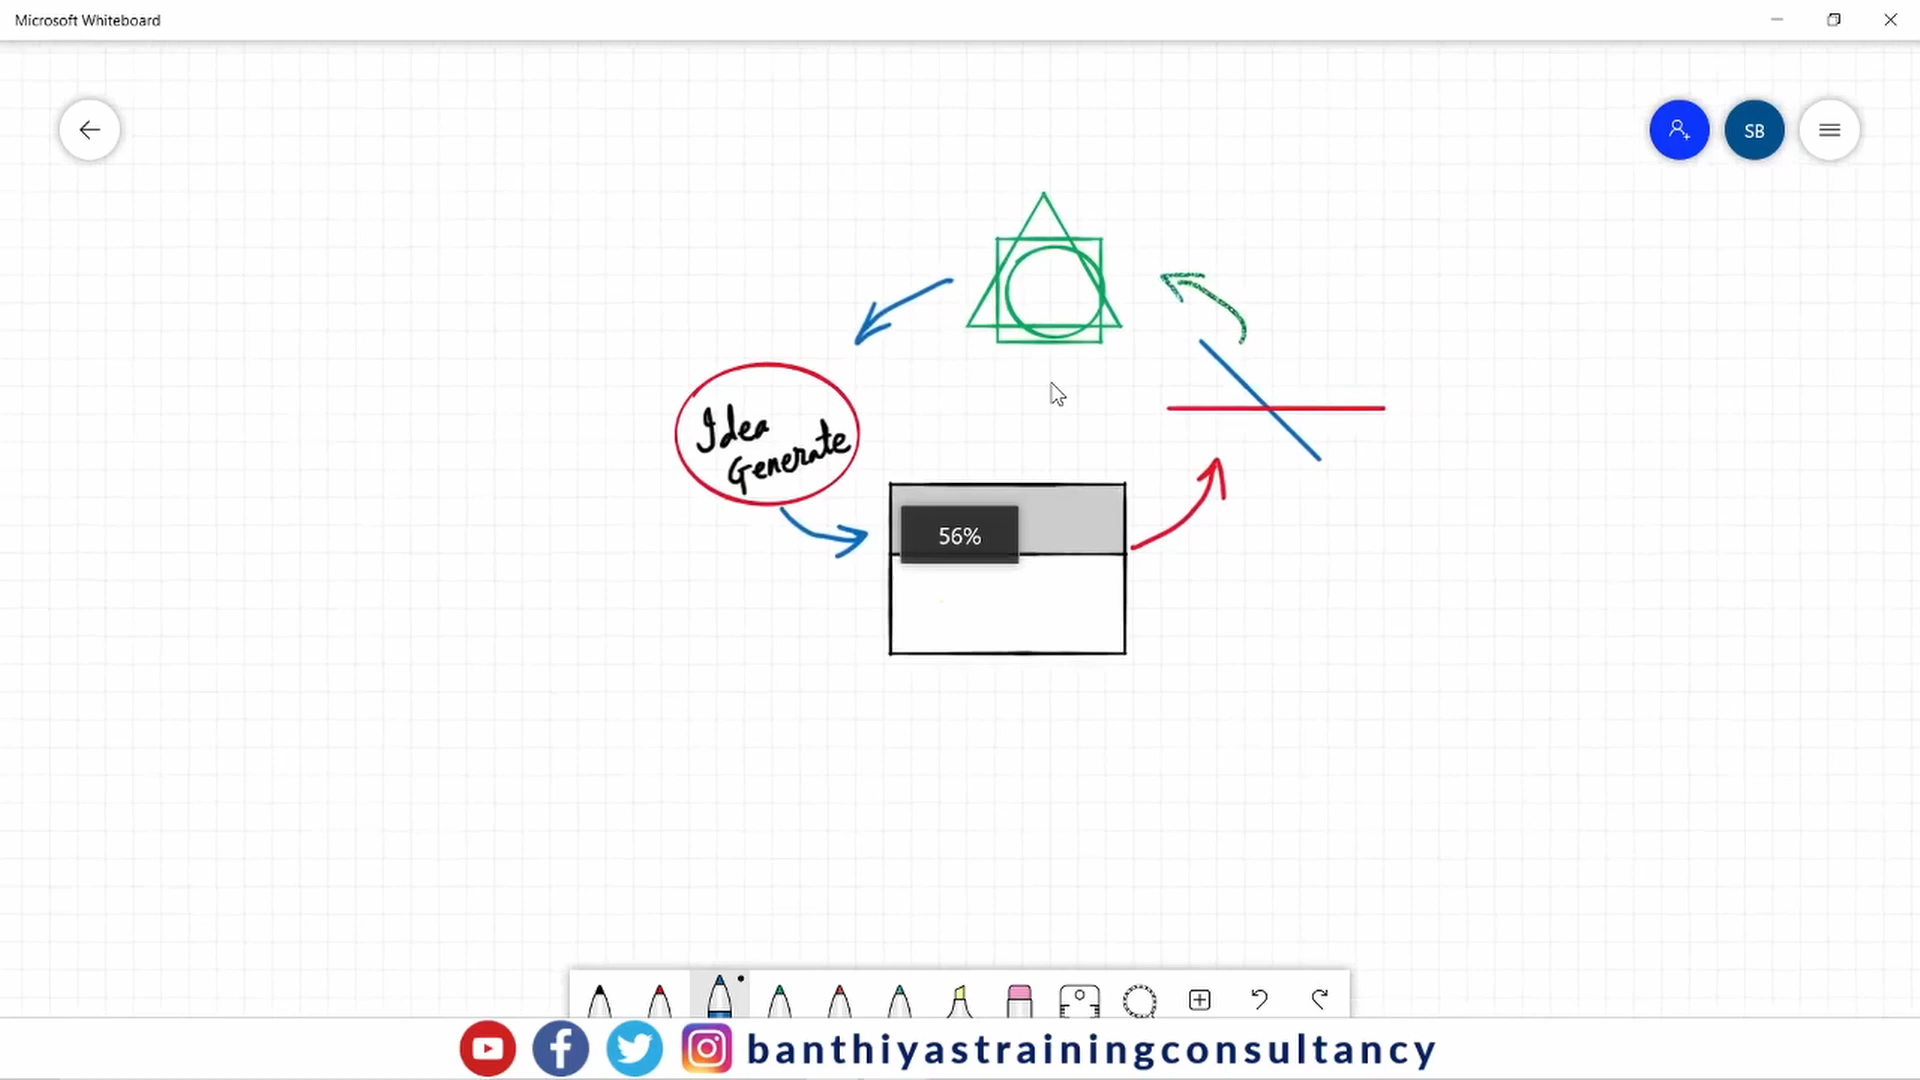 Microsoft Whiteboard
SB
Idea
Generate
56%
banthiyastrainingconsultancy